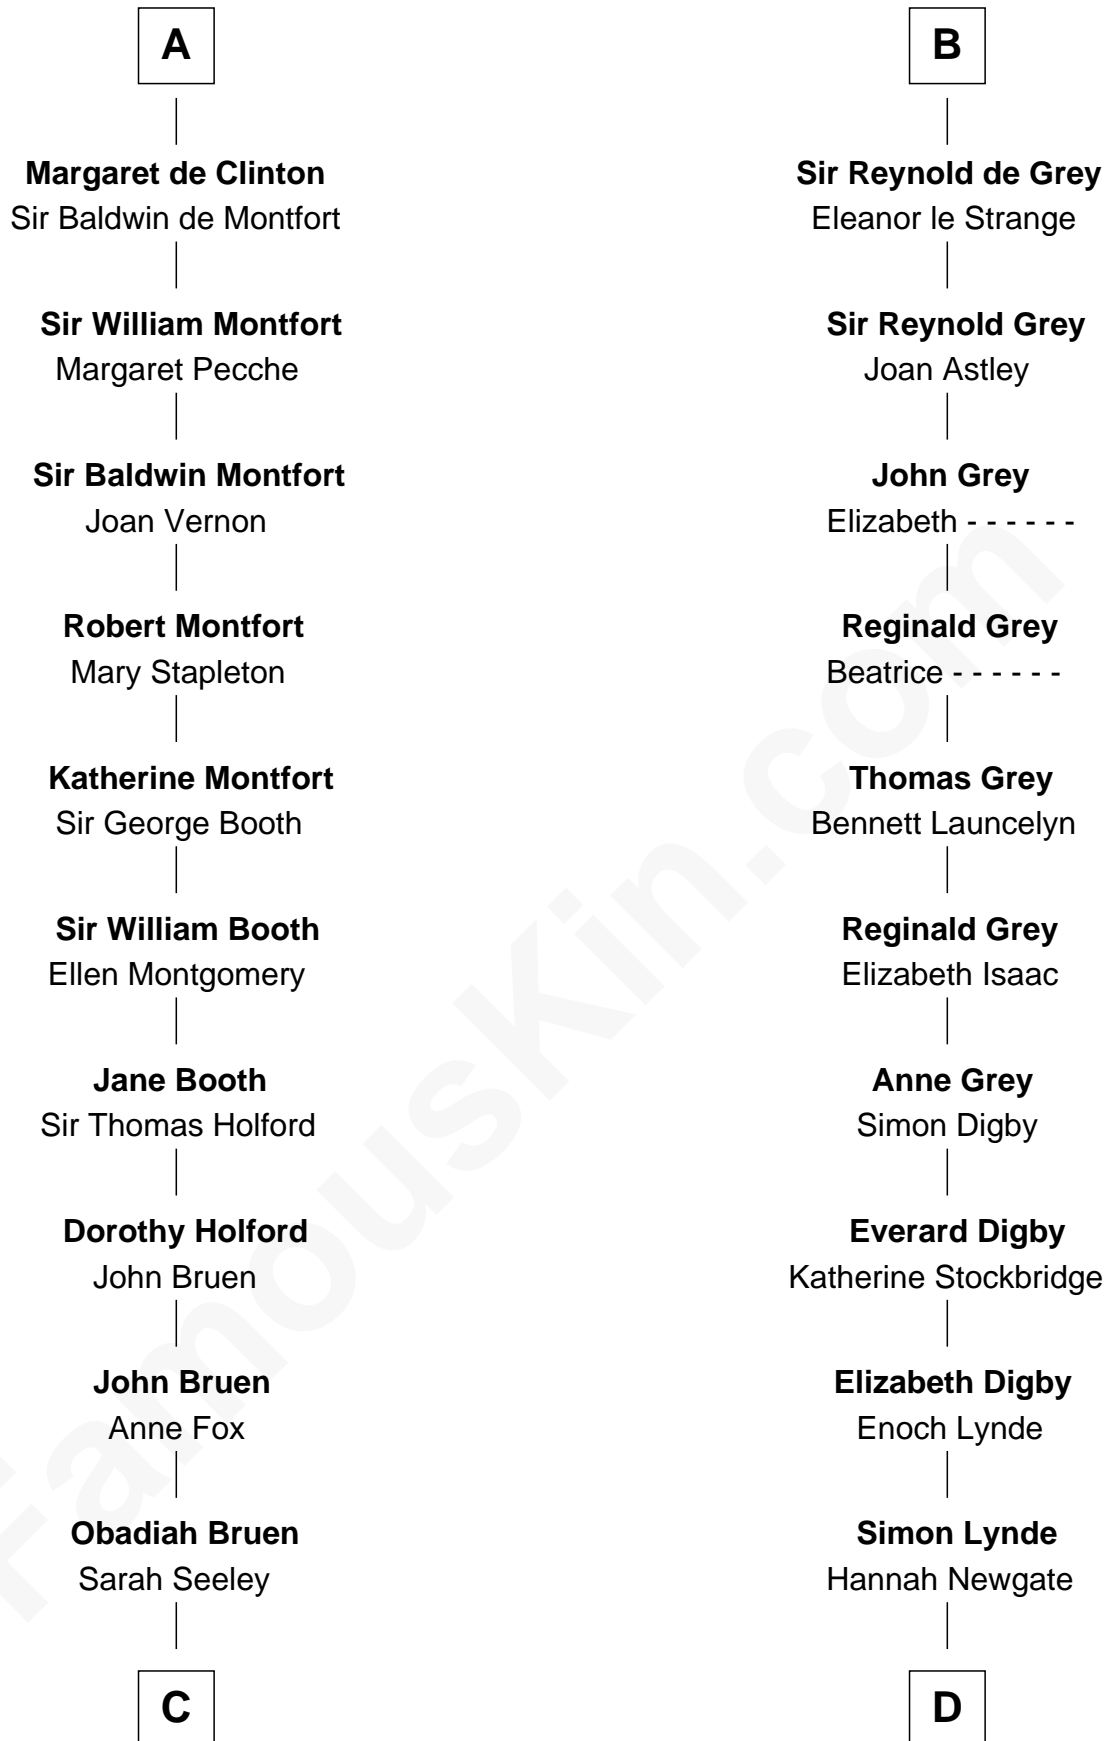 A
Margaret de Clinton
Sir Baldwin de Montfort
Sir William Montfort
Margaret Pecche
Sir Baldwin Montfort
Joan Vernon
Robert Montfort
Mary Stapleton
Katherine Montfort
Sir George Booth
Sir William Booth
Ellen Montgomery
Jane Booth
Sir Thomas Holford
Dorothy Holford
John Bruen
John Bruen
Anne Fox
Obadiah Bruen
Sarah Seeley
C
B
Sir Reynold de Grey
Eleanor le Strange
Sir Reynold Grey
Joan Astley
John Grey
Elizabeth - - - - - -
Reginald Grey
Beatrice - - - - - -
Thomas Grey
Bennett Launcelyn
Reginald Grey
Elizabeth Isaac
Anne Grey
Simon Digby
Everard Digby
Katherine Stockbridge
Elizabeth Digby
Enoch Lynde
Simon Lynde
Hannah Newgate
D
FamousKin.com